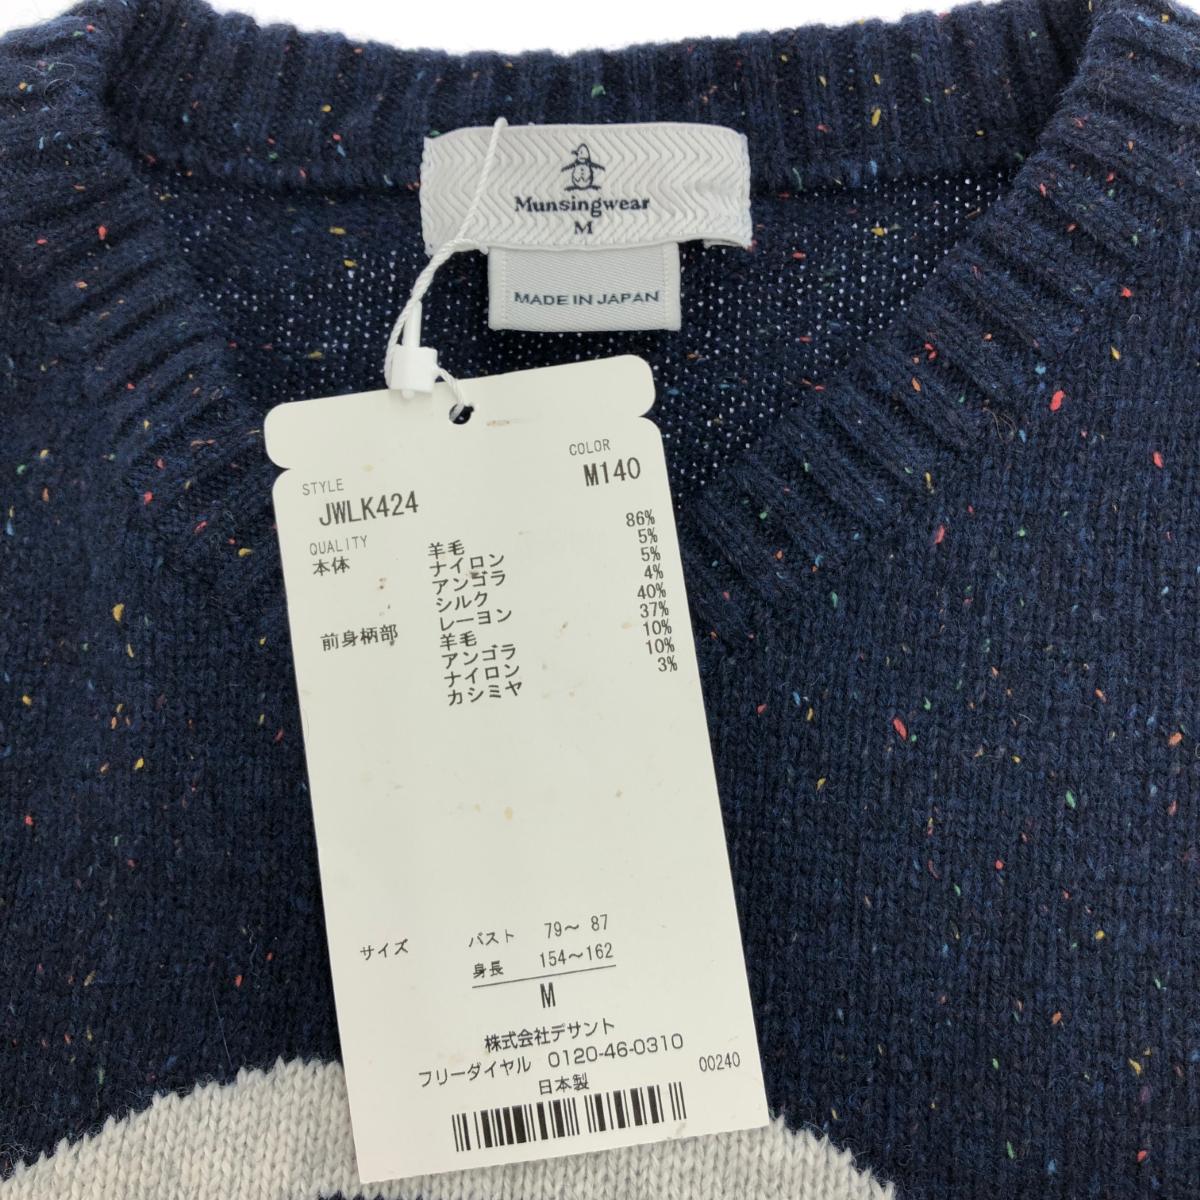 Munsingwear
M
MADE IN JAPAN
STYLE COLOR
JWLK424 M140
QUALITY
本体 羊毛 86%
ナイロン 5%
アンゴラ 5%
シルク 4%
前身柄部 レーヨン 40%
羊毛 37%
アンゴラ 10%
ナイロン 10%
カシミヤ 3%
サイズ バスト 79～ 87
身長 154～162
M
株式会社デサント
フリーダイヤル 0120-46-0310
日本製 00240